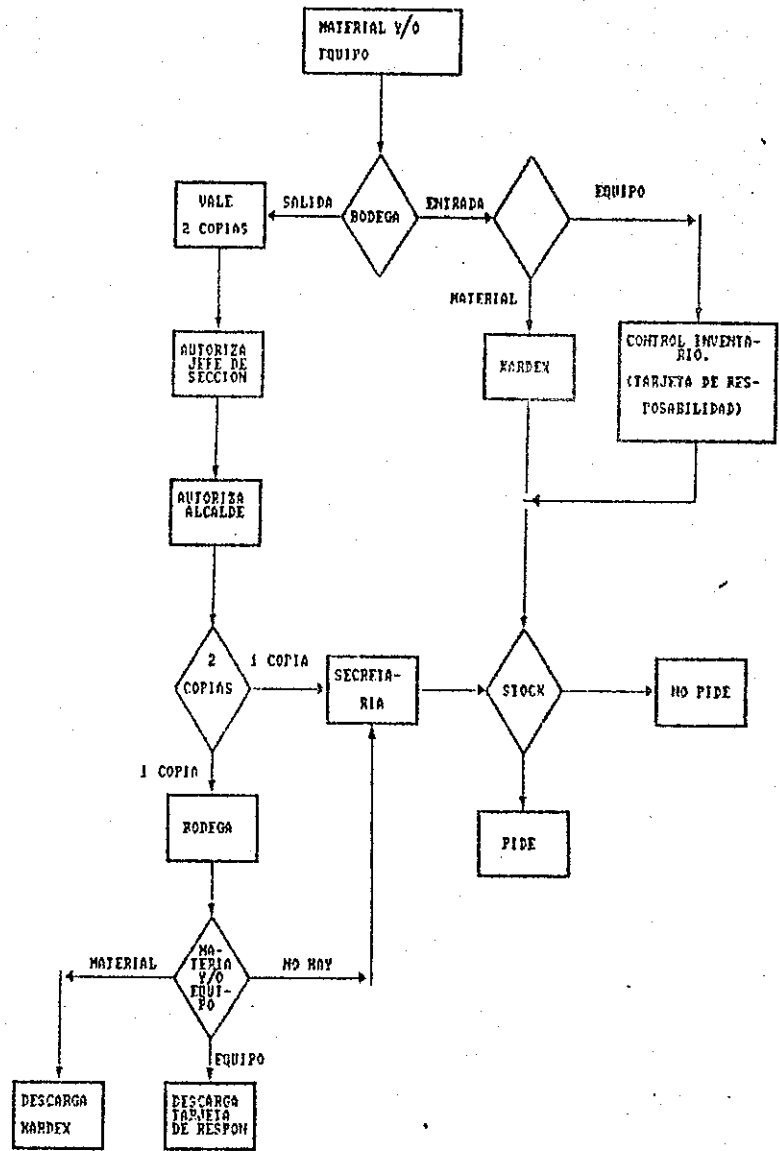 MATERIAL Y/O
EQUIPO
VALE
2 COPIAS
SALIDA
BODEGA
ENTRADA
EQUIPO
MATERIAL
AUTORIZA
JEFE DE
SECCION
KARDEX
CONTROL INVENTA-
RIO.
(TARJETA DE RES-
POSABILIDAD)
AUTORIZA
ALCALDE
2
COPIAS
1 COPIA
SECRETA-
RIA
STOCK
NO PIDE
1 COPIA
BODEGA
PIDE
MATERIAL
MA-
TERIA
Y/O
EQUI-
PO
NO HAY
EQUIPO
DESCARGA
KARDEX
DESCARGA
TARJETA
DE RESPON